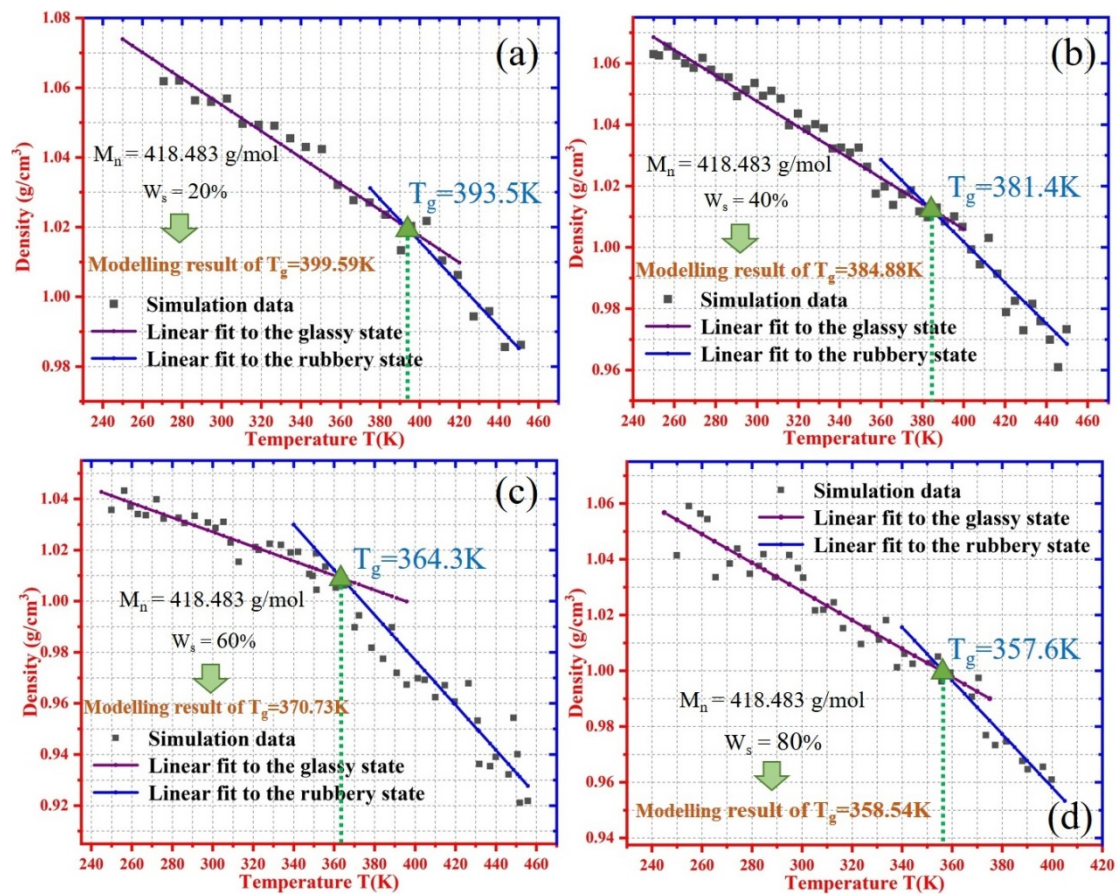 (a)
1.08
1.06
1.04
1.02
1.00
0.98
Density (g/cm³)
Mₙ = 418.483 g/mol
Wₛ = 20%
T_g=393.5K
Modelling result of T_g=399.59K
Simulation data
Linear fit to the glassy state
Linear fit to the rubbery state
240 260 280 300 320 340 360 380 400 420 440 460
Temperature T(K)
(b)
1.06
1.04
1.02
1.00
0.98
0.96
Density (g/cm³)
Mₙ = 418.483 g/mol
Wₛ = 40%
T_g=381.4K
Modelling result of T_g=384.88K
Simulation data
Linear fit to the glassy state
Linear fit to the rubbery state
240 260 280 300 320 340 360 380 400 420 440 460
Temperature T(K)
(c)
1.04
1.02
1.00
0.98
0.96
0.94
0.92
Density (g/cm³)
T_g=364.3K
Mₙ = 418.483 g/mol
Wₛ = 60%
Modelling result of T_g=370.73K
Simulation data
Linear fit to the glassy state
Linear fit to the rubbery state
240 260 280 300 320 340 360 380 400 420 440 460
Temperature T(K)
Simulation data
Linear fit to the glassy state
Linear fit to the rubbery state
1.06
1.04
1.02
1.00
0.98
0.96
0.94
Density (g/cm³)
T_g=357.6K
Mₙ = 418.483 g/mol
Wₛ = 80%
Modelling result of T_g=358.54K
(d)
240 260 280 300 320 340 360 380 400 420
Temperature T(K)